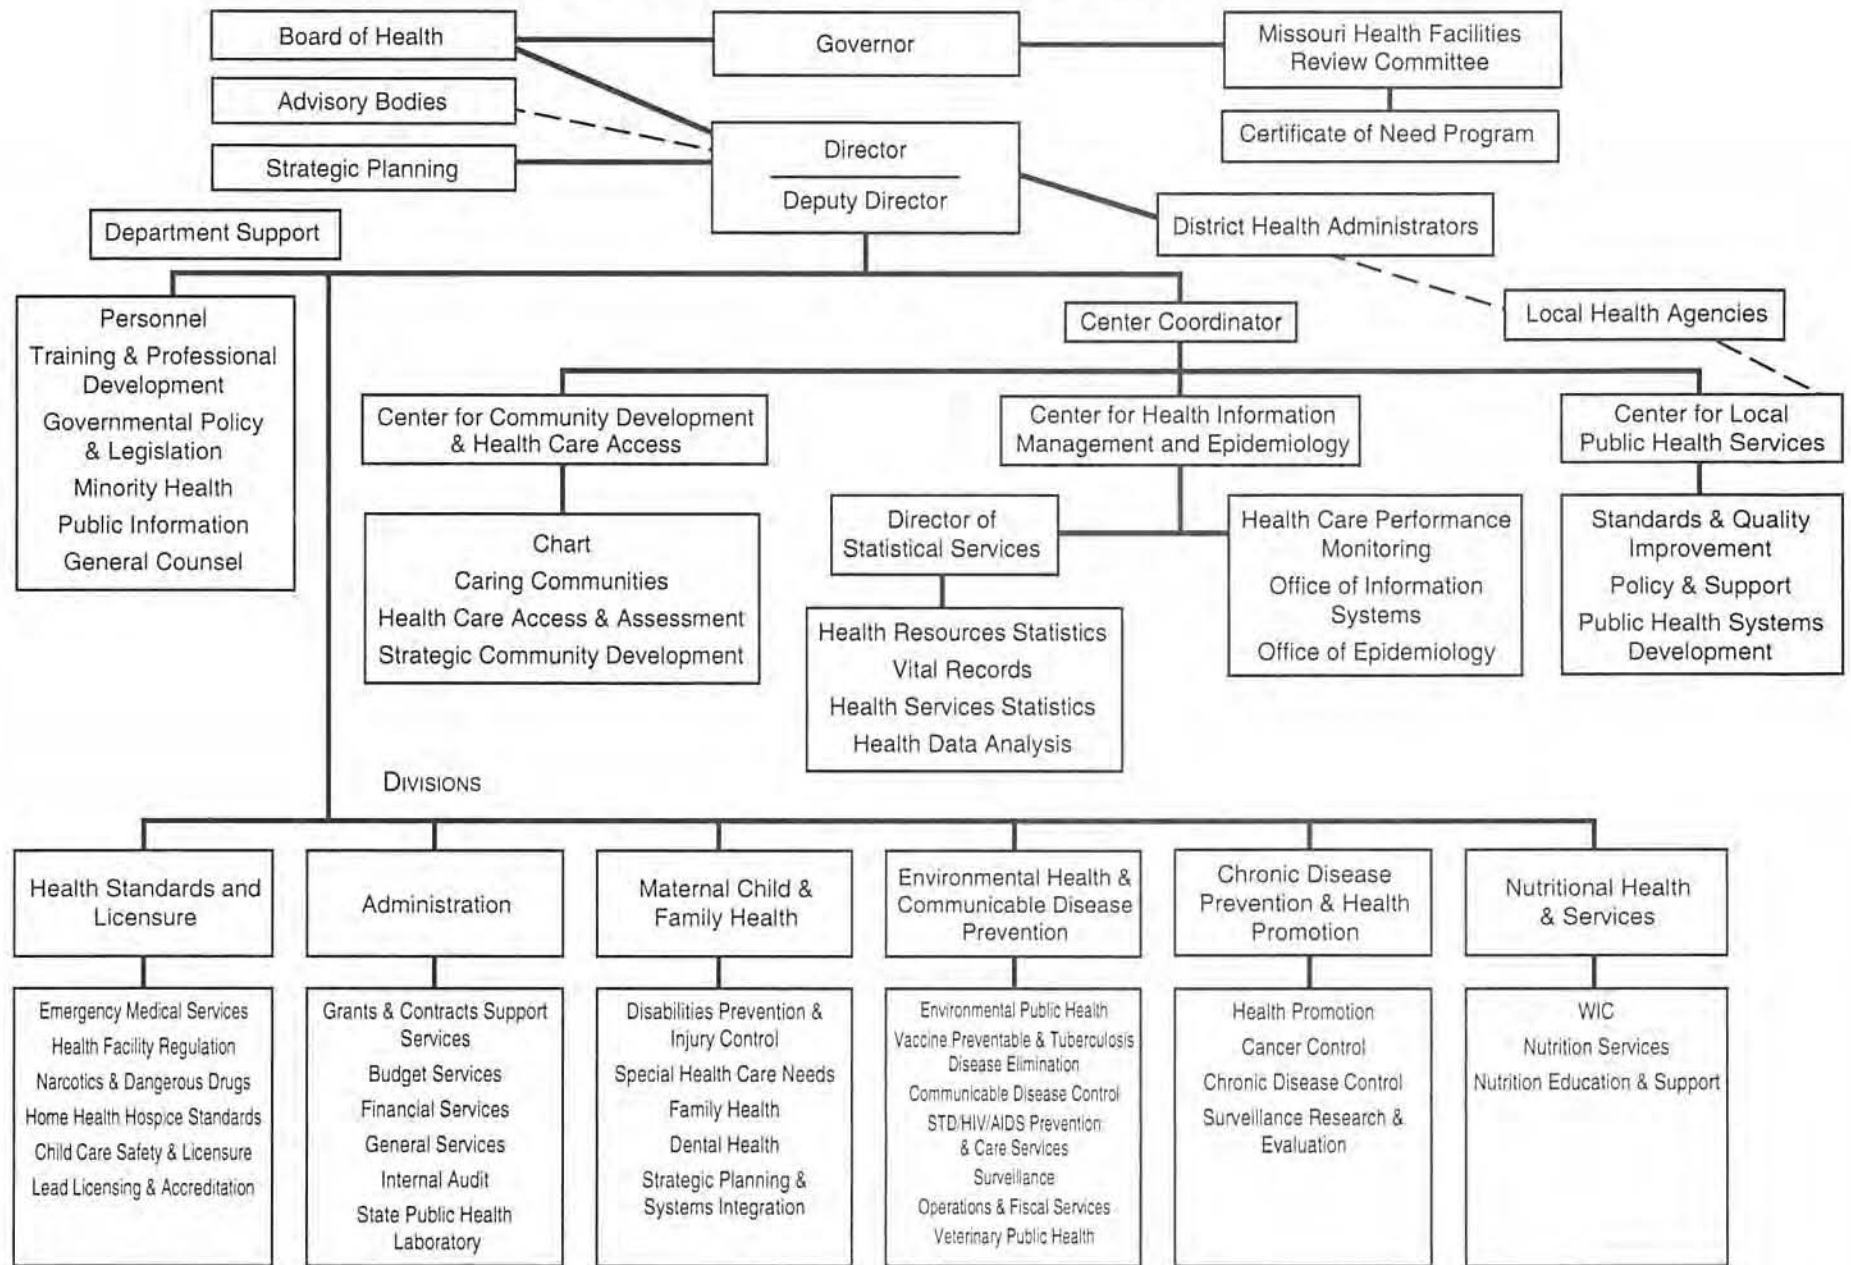 Board of Health
Governor
Missouri Health Facilities
Review Committee
Advisory Bodies
Certificate of Need Program
Strategic Planning
Director
Deputy Director
Department Support
District Health Administrators
Personnel
Training & Professional
Development
Governmental Policy
& Legislation
Minority Health
Public Information
General Counsel
Center Coordinator
Local Health Agencies
Center for Community Development
& Health Care Access
Center for Health Information
Management and Epidemiology
Center for Local
Public Health Services
Chart
Caring Communities
Health Care Access & Assessment
Strategic Community Development
Director of
Statistical Services
Health Care Performance
Monitoring
Office of Information
Systems
Office of Epidemiology
Standards & Quality
Improvement
Policy & Support
Public Health Systems
Development
Health Resources Statistics
Vital Records
Health Services Statistics
Health Data Analysis
DIVISIONS
Health Standards and
Licensure
Administration
Maternal Child &
Family Health
Environmental Health &
Communicable Disease
Prevention
Chronic Disease
Prevention & Health
Promotion
Nutritional Health
& Services
Emergency Medical Services
Health Facility Regulation
Narcotics & Dangerous Drugs
Home Health Hospice Standards
Child Care Safety & Licensure
Lead Licensing & Accreditation
Grants & Contracts Support
Services
Budget Services
Financial Services
General Services
Internal Audit
State Public Health
Laboratory
Disabilities Prevention &
Injury Control
Special Health Care Needs
Family Health
Dental Health
Strategic Planning &
Systems Integration
Environmental Public Health
Vaccine Preventable & Tuberculosis
Disease Elimination
Communicable Disease Control
STD/HIV/AIDS Prevention
& Care Services
Surveillance
Operations & Fiscal Services
Veterinary Public Health
Health Promotion
Cancer Control
Chronic Disease Control
Surveillance Research &
Evaluation
WIC
Nutrition Services
Nutrition Education & Support